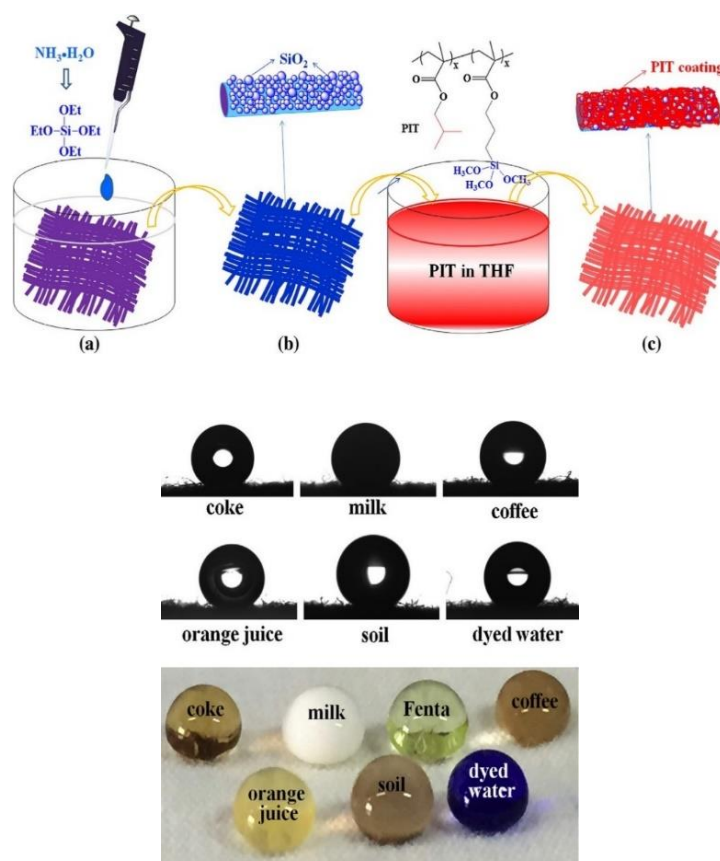 NH₃•H₂O
OEt
EtO-Si-OEt
OEt
SiO₂
PIT
x
x
O
O
O
O
Si
H₃CO
OCH₃
H₃CO
PIT in THF
PIT coating
(a)
(b)
(c)
coke
milk
coffee
orange juice
soil
dyed water
coke
milk
Fenta
coffee
orange
juice
soil
dyed
water